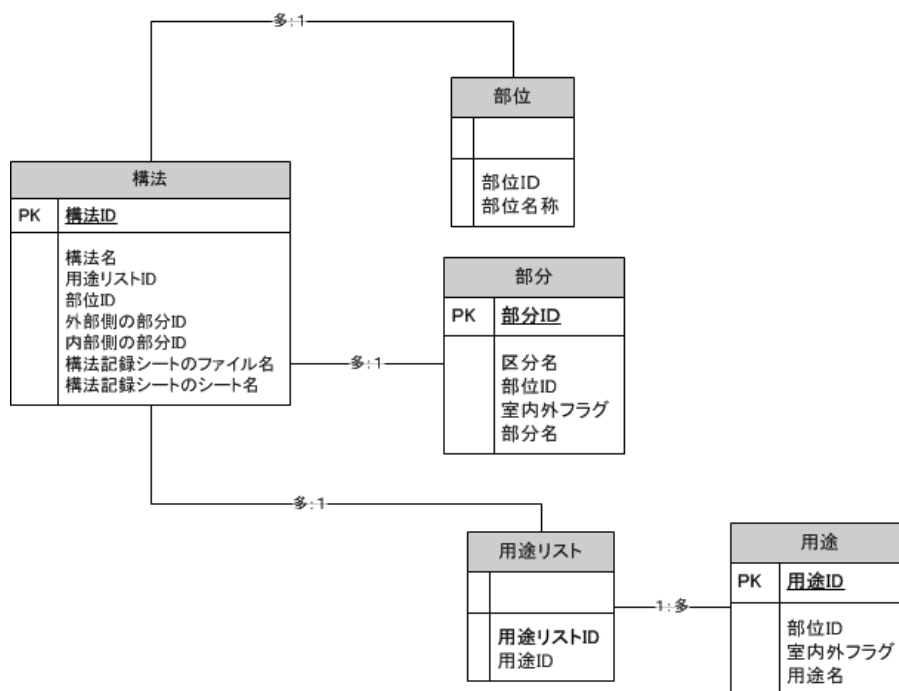 多:1
部位
部位ID
部位名称
構法
PK 構法ID
構法名
用途リストID
部位ID
外部側の部分ID
内部側の部分ID
構法記録シートのファイル名
構法記録シートのシート名
多:1
部分
PK 部分ID
区分名
部位ID
室内外フラグ
部分名
多:1
用途リスト
用途リストID
用途ID
1:多
用途
PK 用途ID
部位ID
室内外フラグ
用途名